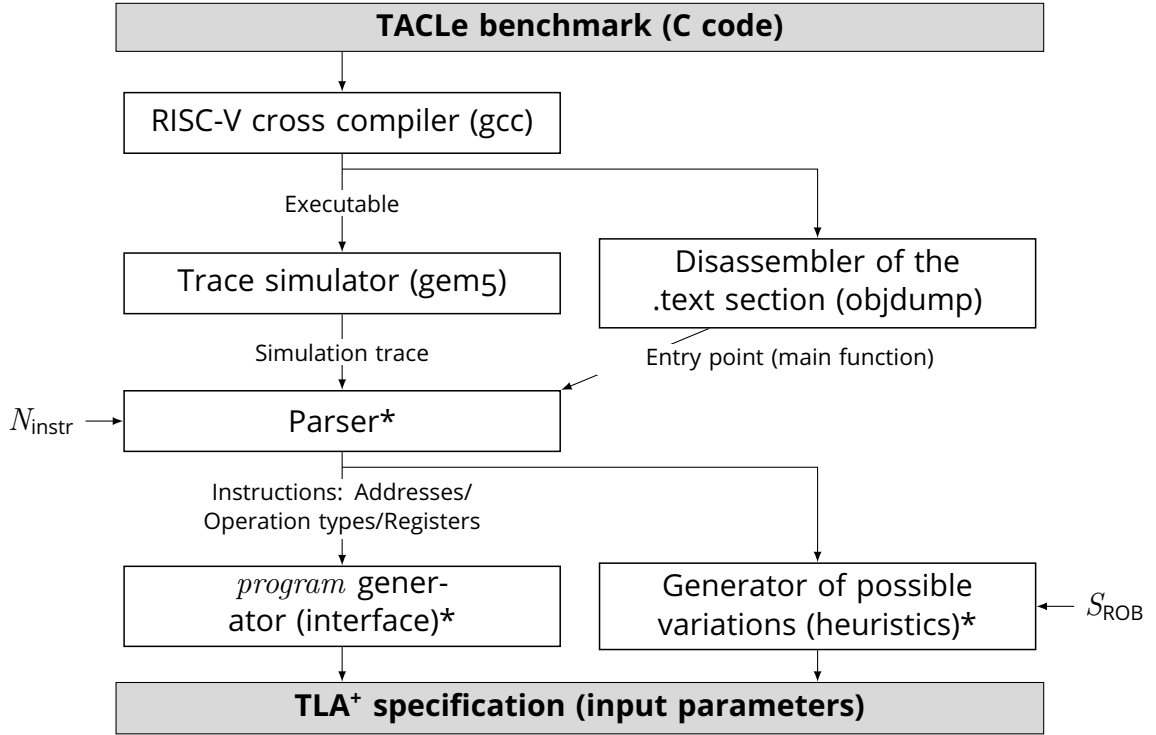 TACLe benchmark (C code)
RISC-V cross compiler (gcc)
Executable
Trace simulator (gem5)
Disassembler of the
.text section (objdump)
Simulation trace
Entry point (main function)
N_instr
Parser*
Instructions: Addresses/
Operation types/Registers
program gener-
ator (interface)*
Generator of possible
variations (heuristics)*
S_ROB
TLA⁺ specification (input parameters)